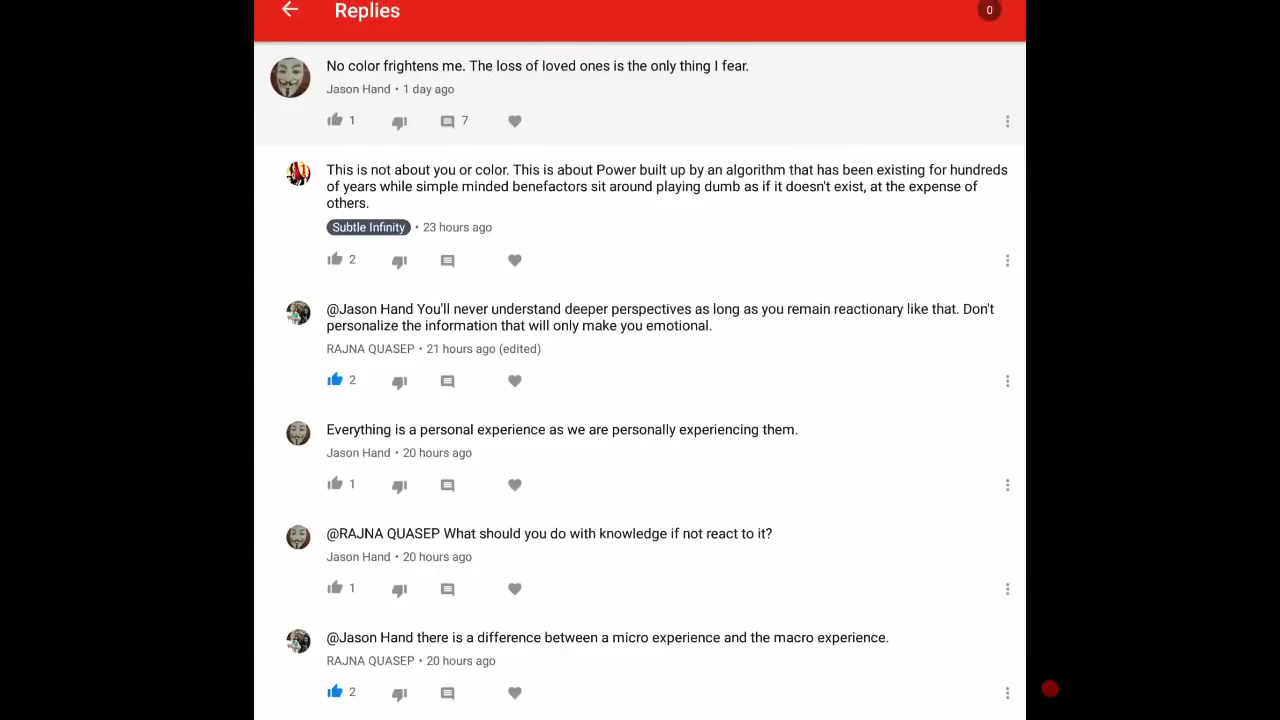 Replies
0
No color frightens me. The loss of loved ones is the only thing I fear.
Jason Hand • 1 day ago
1 7
This is not about you or color. This is about Power built up by an algorithm that has been existing for hundreds
of years while simple minded benefactors sit around playing dumb as if it doesn't exist, at the expense of
others.
Subtle Infinity • 23 hours ago
2
@Jason Hand You'll never understand deeper perspectives as long as you remain reactionary like that. Don't
personalize the information that will only make you emotional.
RAJNA QUASEP • 21 hours ago (edited)
2
Everything is a personal experience as we are personally experiencing them.
Jason Hand • 20 hours ago
1
@RAJNA QUASEP What should you do with knowledge if not react to it?
Jason Hand • 20 hours ago
1
@Jason Hand there is a difference between a micro experience and the macro experience.
RAJNA QUASEP • 20 hours ago
2